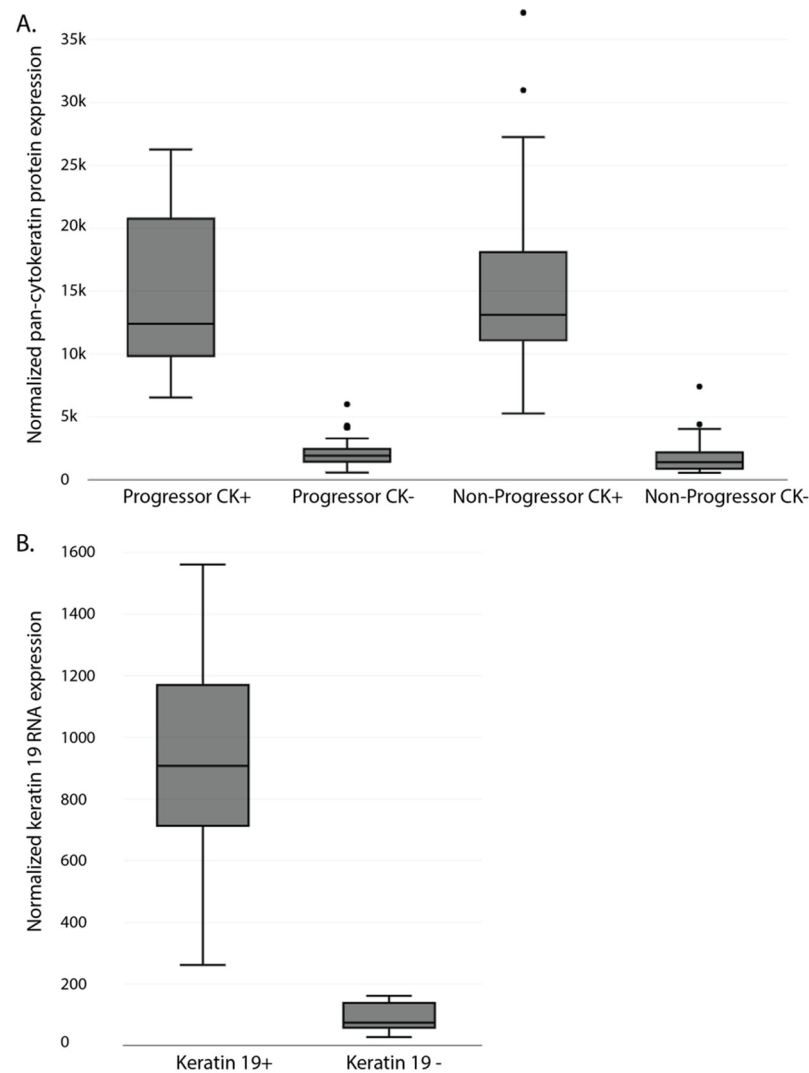 A.
Normalized pan-cytokeratin protein expression
35k
30k
25k
20k
15k
10k
5k
0
Progressor CK+
Progressor CK-
Non-Progressor CK+
Non-Progressor CK-
B.
Normalized keratin 19 RNA expression
1600
1400
1200
1000
800
600
400
200
0
Keratin 19+
Keratin 19 -